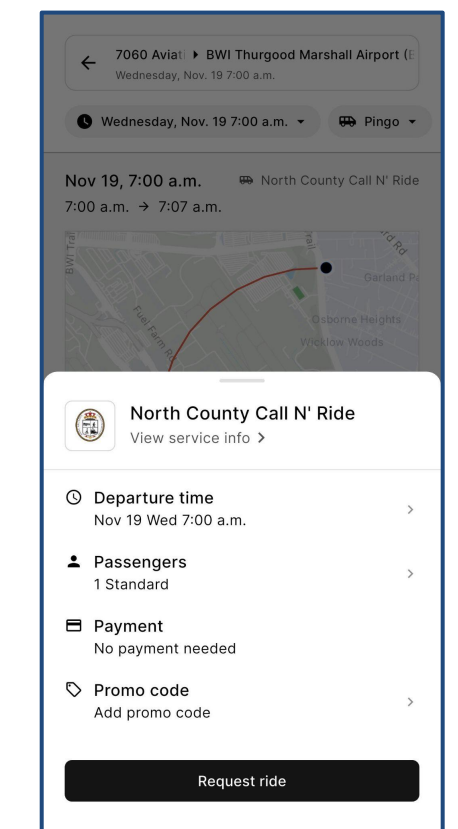 7060 Aviati ▸ BWI Thurgood Marshall Airport (B
Wednesday, Nov. 19 7:00 a.m.
Wednesday, Nov. 19 7:00 a.m.
Pingo
Nov 19, 7:00 a.m.
North County Call N' Ride
7:00 a.m. → 7:07 a.m.
BWI Trail
Trail
Fuel Farm Rd
Garland
Osborne Heights
Wicklow Woods
North County Call N' Ride
View service info >
Departure time
Nov 19 Wed 7:00 a.m.
Passengers
1 Standard
Payment
No payment needed
Promo code
Add promo code
Request ride